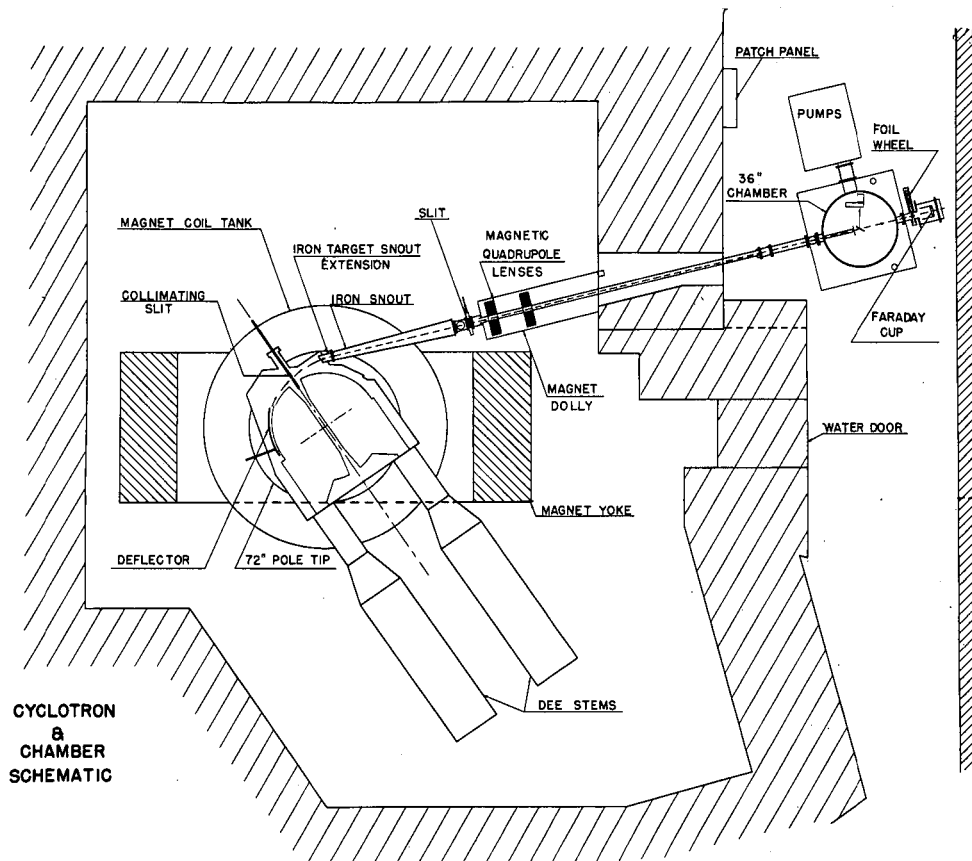 PATCH PANEL
PUMPS
FOIL
WHEEL
36"
CHAMBER
SLIT
MAGNET COIL TANK
MAGNETIC
QUADRUPOLE
LENSES
IRON TARGET SNOUT
EXTENSION
COLLIMATING
SLIT
IRON SNOUT
FARADAY
CUP
MAGNET
DOLLY
WATER DOOR
MAGNET YOKE
DEFLECTOR
72" POLE TIP
DEE STEMS
CYCLOTRON
&
CHAMBER
SCHEMATIC